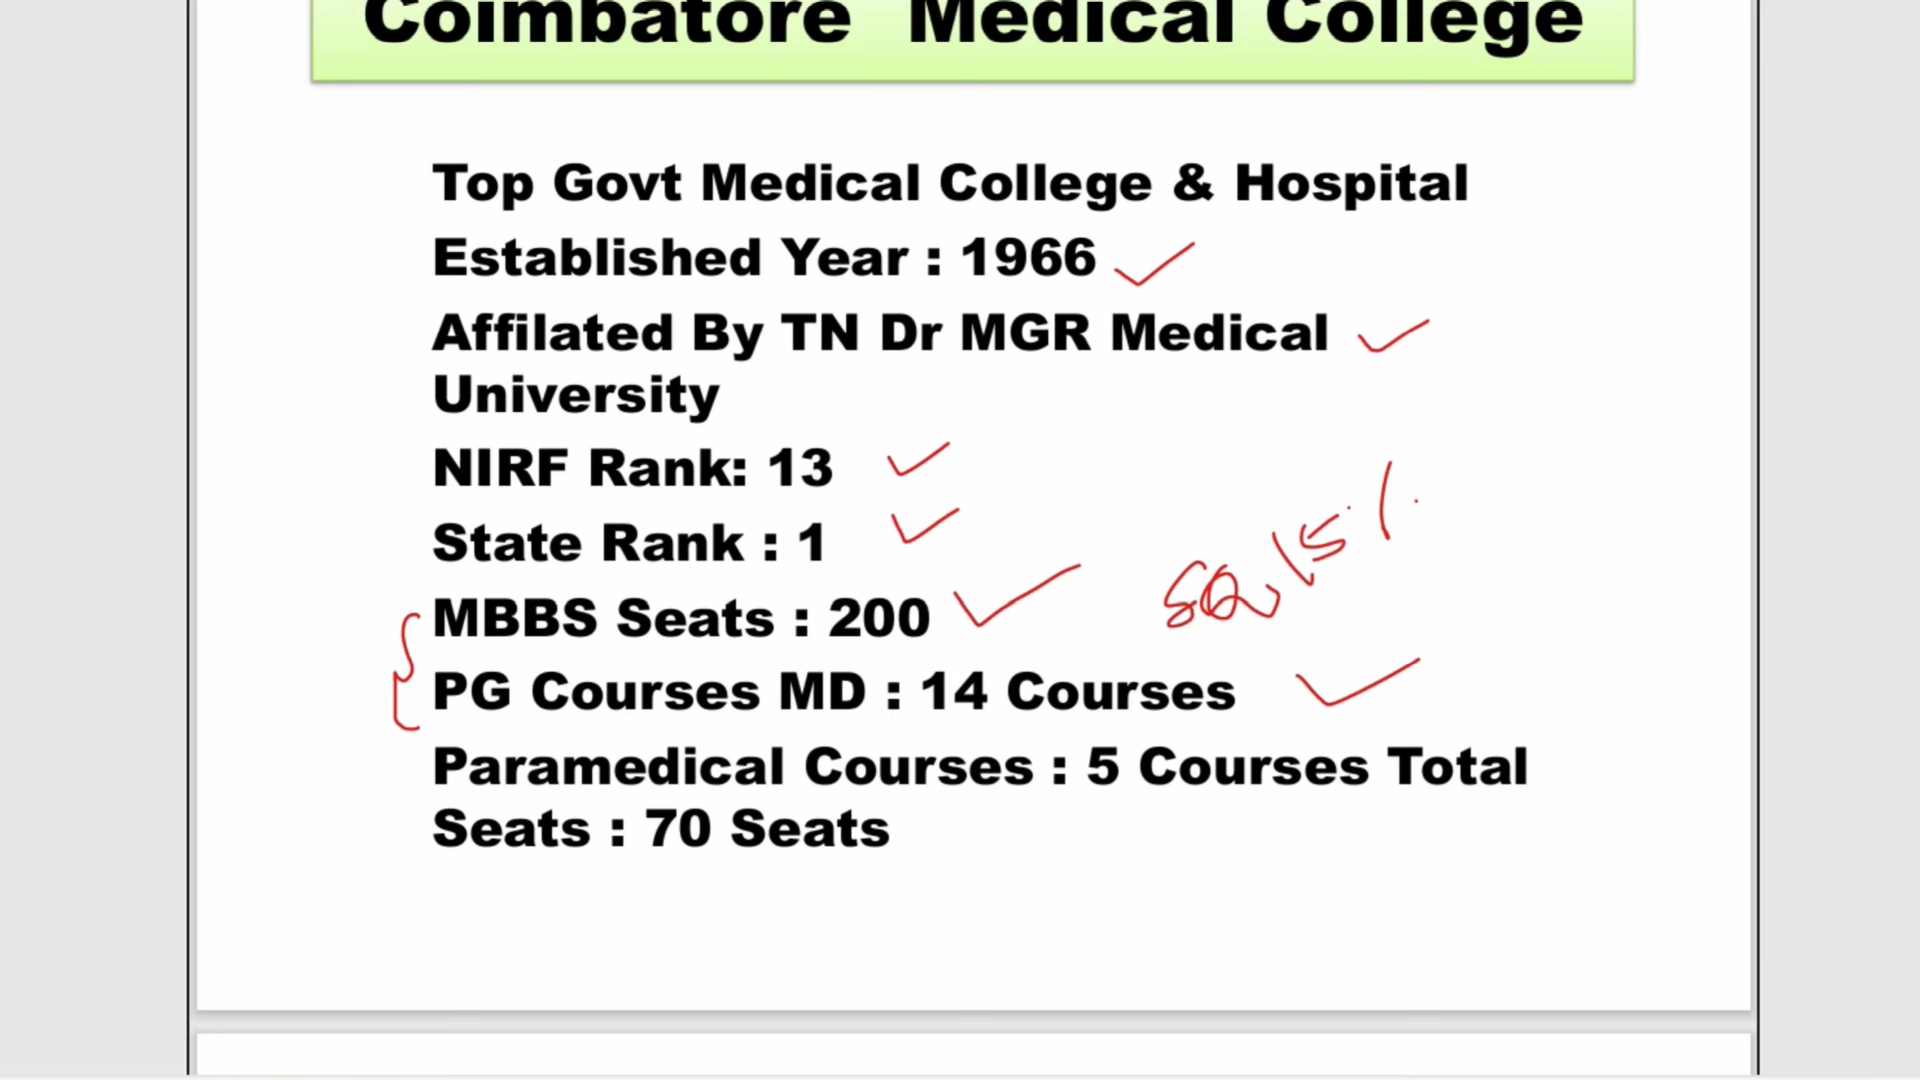 Coimbatore Medical College
Top Govt Medical College & Hospital
Established Year : 1966
Affilated By TN Dr MGR Medical
University
NIRF Rank: 13
State Rank : 1
MBBS Seats : 200
15%
PG Courses MD : 14 Courses
Paramedical Courses : 5 Courses Total
Seats : 70 Seats